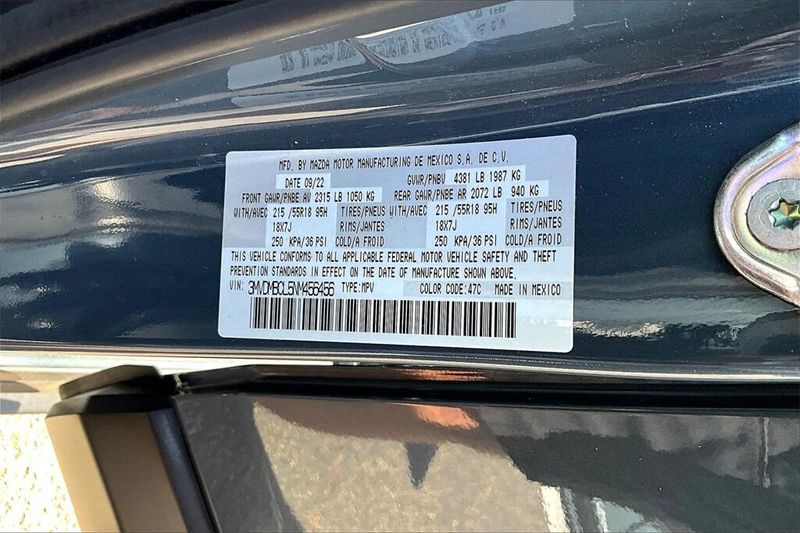 MFD. BY MAZDA MOTOR MANUFACTURING DE MEXICO S.A. DE C.V.
DATE 09/22 GVWR/PNBV 4381 LB 1987 KG
FRONT GAWR/PNBE AV 2315 LB 1050 KG REAR GAWR/PNBE AR 2072 LB 940 KG
WITH/AVEC 215 /55R18 95H TIRES/PNEUS WITH/AVEC 215 /55R18 95H TIRES/PNEUS
18X7J RIMS/JANTES 18X7J RIMS/JANTES
250 KPA/36 PSI COLD/A FROID 250 KPA/36 PSI COLD/A FROID
THIS VEHICLE CONFORMS TO ALL APPLICABLE FEDERAL MOTOR VEHICLE SAFETY AND THEFT
PREVENTION STANDARDS IN EFFECT ON THE DATE OF MANUFACTURE SHOWN ABOVE.
VIN: 3MVDMBCL5NM456456 TYPE:MPV COLOR CODE:47C MADE IN MEXICO